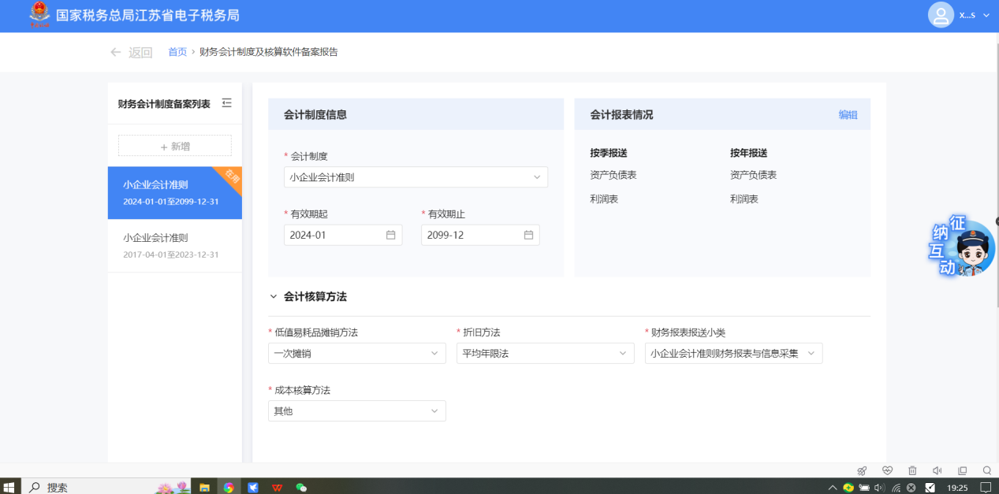 国家税务总局江苏省电子税务局
x...s
返回 首页 › 财务会计制度及核算软件备案报告
财务会计制度备案列表
+ 新增
在用
小企业会计准则
2024-01-01至2099-12-31
小企业会计准则
2017-04-01至2023-12-31
会计制度信息
* 会计制度
小企业会计准则
* 有效期起 * 有效期止
2024-01 2099-12
会计报表情况 编辑
按季报送 按年报送
资产负债表 资产负债表
利润表 利润表
会计核算方法
* 低值易耗品摊销方法 * 折旧方法 * 财务报表报送小类
一次摊销 平均年限法 小企业会计准则财务报表与信息采集
* 成本核算方法
其他
征纳互动
搜索
19:25